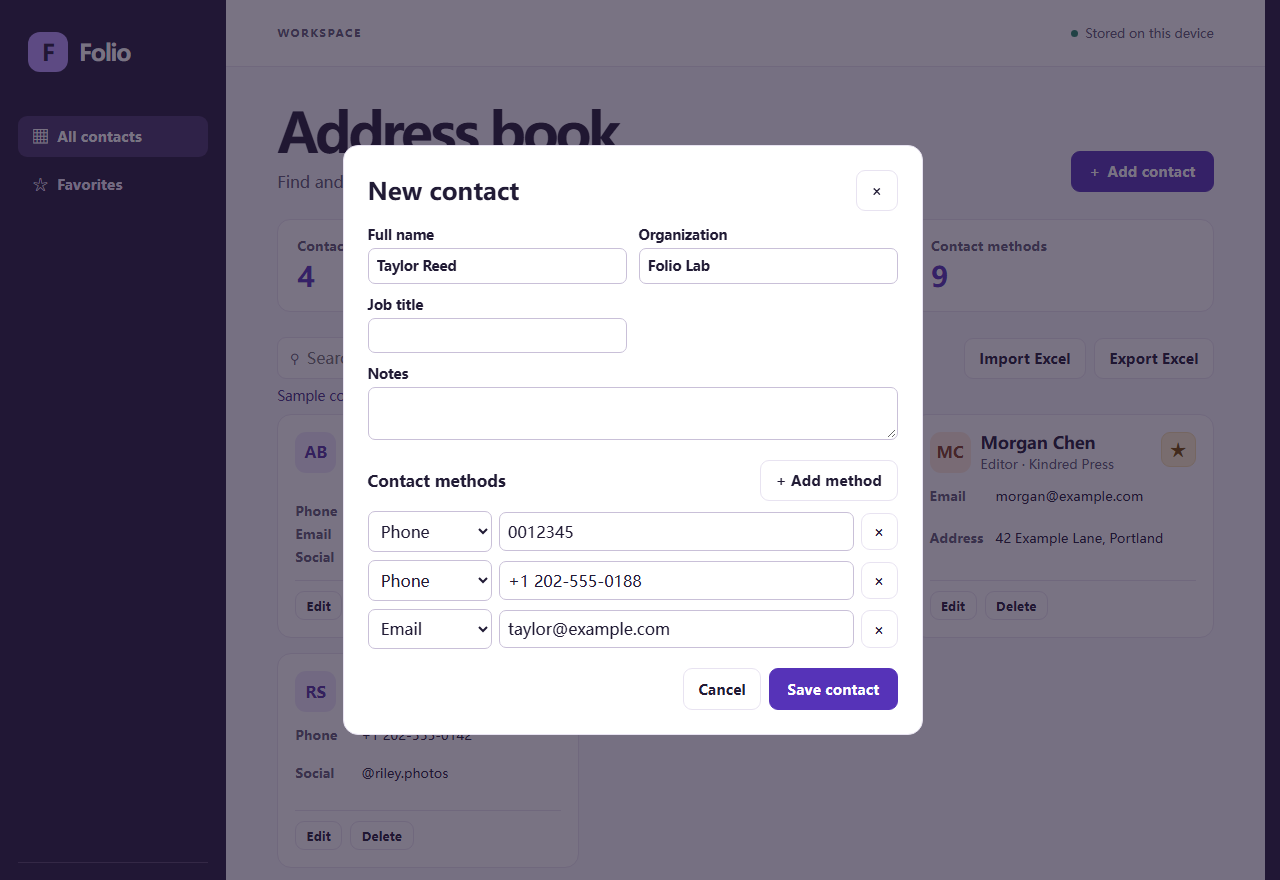 F Folio
WORKSPACE
Stored on this device
All contacts
Favorites
Address book
Find and
+ Add contact
4
Contact methods
9
Import Excel
Export Excel
Sample
AB
Phone
Email
Social
Edit
MC
Morgan Chen
Editor · Kindred Press
Email morgan@example.com
Address 42 Example Lane, Portland
Edit Delete
RS
Phone +1 202-555-0142
Social @riley.photos
Edit Delete
New contact
×
Full name
Organization
Taylor Reed
Folio Lab
Job title
Notes
Contact methods
+ Add method
Phone 0012345 ×
Phone +1 202-555-0188 ×
Email taylor@example.com ×
Cancel
Save contact